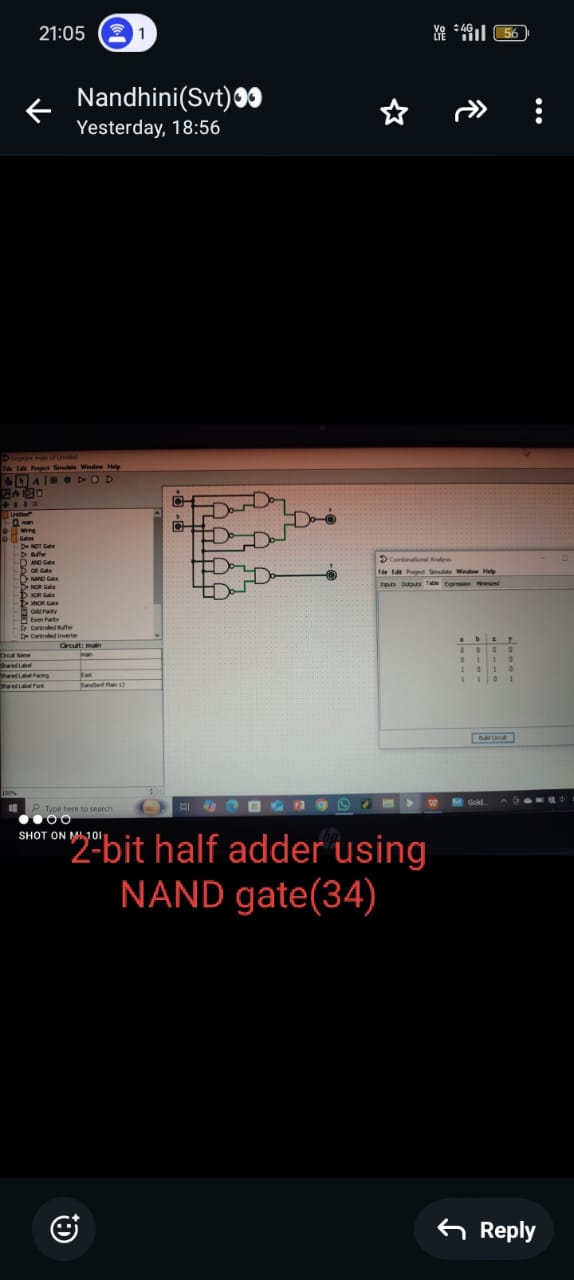 21:05
1
Vo
LTE
4G
56
Nandhini(Svt)👀
Yesterday, 18:56
Logisim: main of Untitled
File Edit Project Simulate Window Help
Untitled*
main
Wiring
Gates
NOT Gate
Buffer
AND Gate
OR Gate
NAND Gate
NOR Gate
XOR Gate
XNOR Gate
Odd Parity
Even Parity
Controlled Buffer
Controlled Inverter
Circuit: main
Circuit Name main
Shared Label
Shared Label Facing East
Shared Label Font SansSerif Plain 12
100%
Combinational Analysis
File Edit Project Simulate Window Help
Inputs Outputs Table Expression Minimized
a b x y
0 0 0 0
0 1 1 0
1 0 1 0
1 1 0 1
Build Circuit
Type here to search
Gold...
SHOT ON MI 10I
hp
2-bit half adder using
NAND gate(34)
Reply